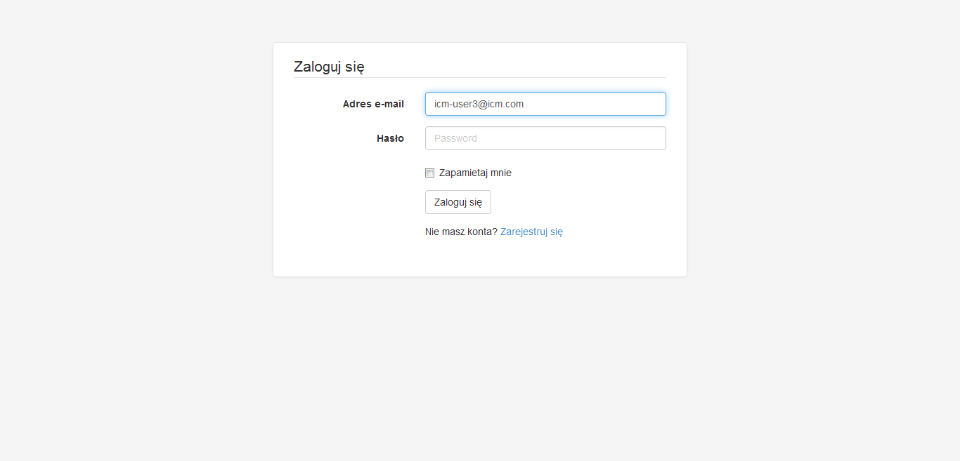 Zaloguj się
Adres e-mail icm-user3@icm.com
Hasło Password
Zapamietaj mnie
Zaloguj się
Nie masz konta? Zarejestruj się